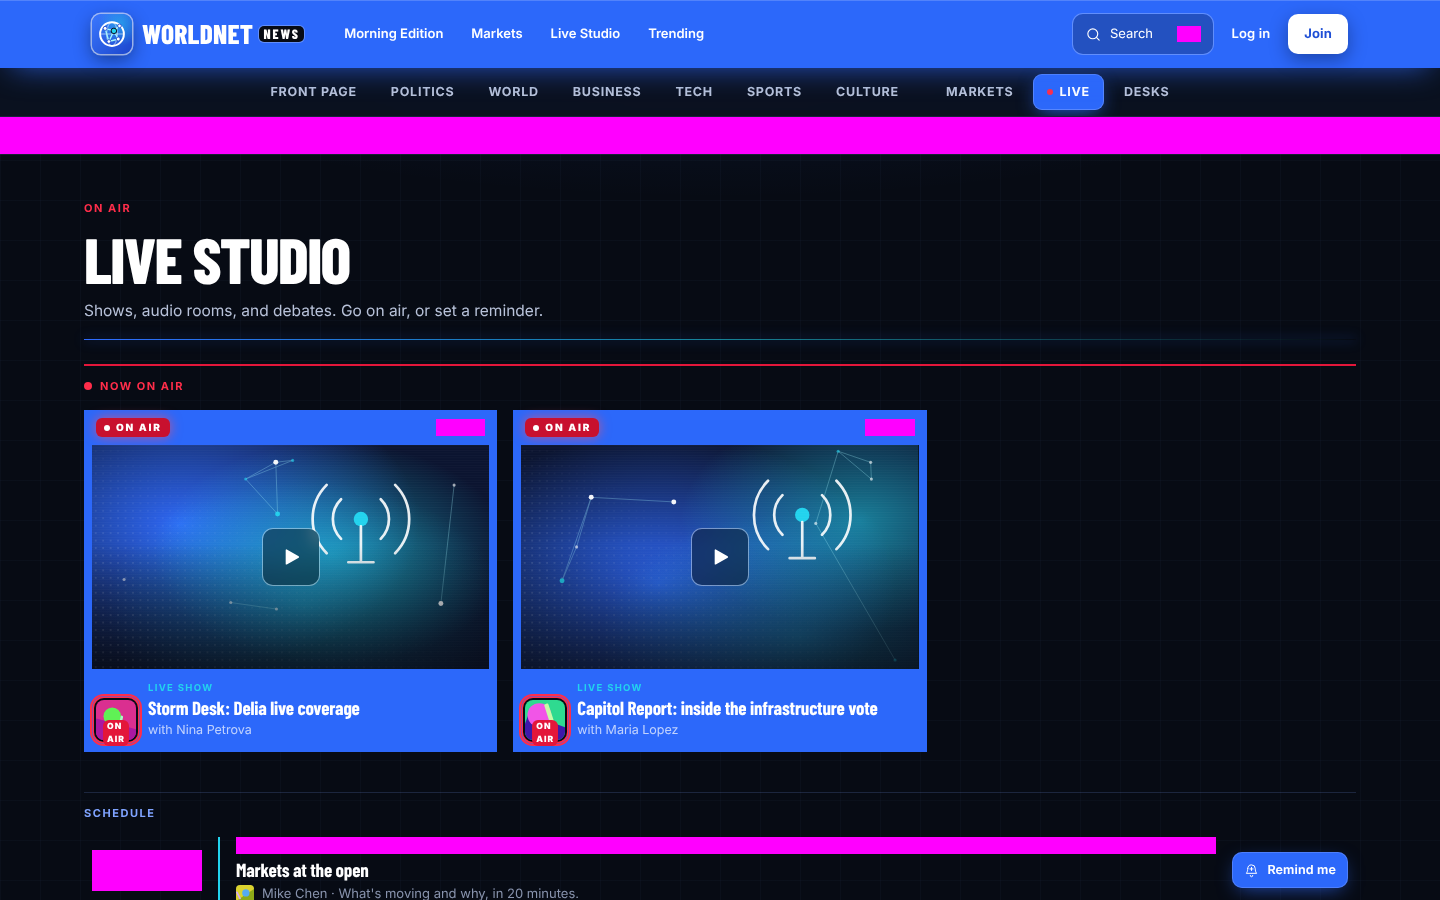 WORLDNET NEWS
Morning Edition
Markets
Live Studio
Trending
Search
Log in
Join
FRONT PAGE
POLITICS
WORLD
BUSINESS
TECH
SPORTS
CULTURE
MARKETS
LIVE
DESKS
ON AIR
LIVE STUDIO
Shows, audio rooms, and debates. Go on air, or set a reminder.
NOW ON AIR
ON AIR
LIVE SHOW
Storm Desk: Delia live coverage
with Nina Petrova
ON
AIR
ON AIR
LIVE SHOW
Capitol Report: inside the infrastructure vote
with Maria Lopez
ON
AIR
SCHEDULE
Markets at the open
Mike Chen · What's moving and why, in 20 minutes.
Remind me